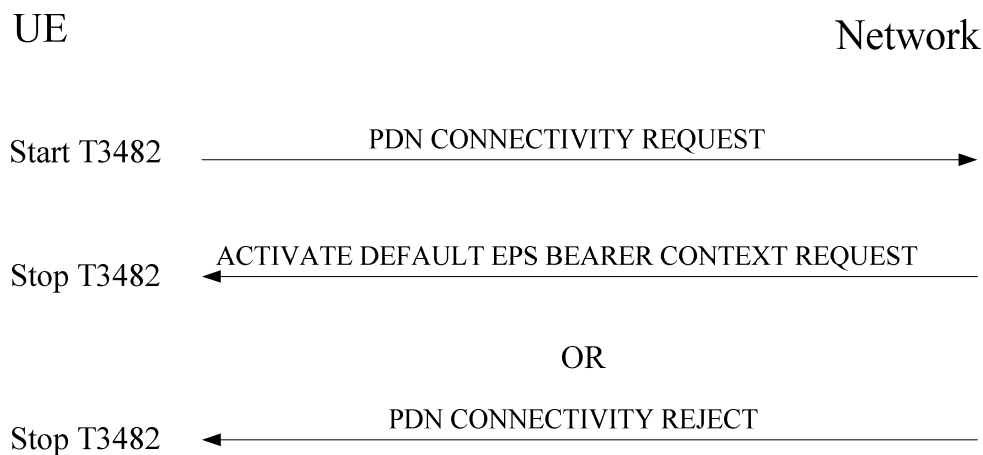 UE
Network
Start T3482
PDN CONNECTIVITY REQUEST
Stop T3482
ACTIVATE DEFAULT EPS BEARER CONTEXT REQUEST
OR
Stop T3482
PDN CONNECTIVITY REJECT